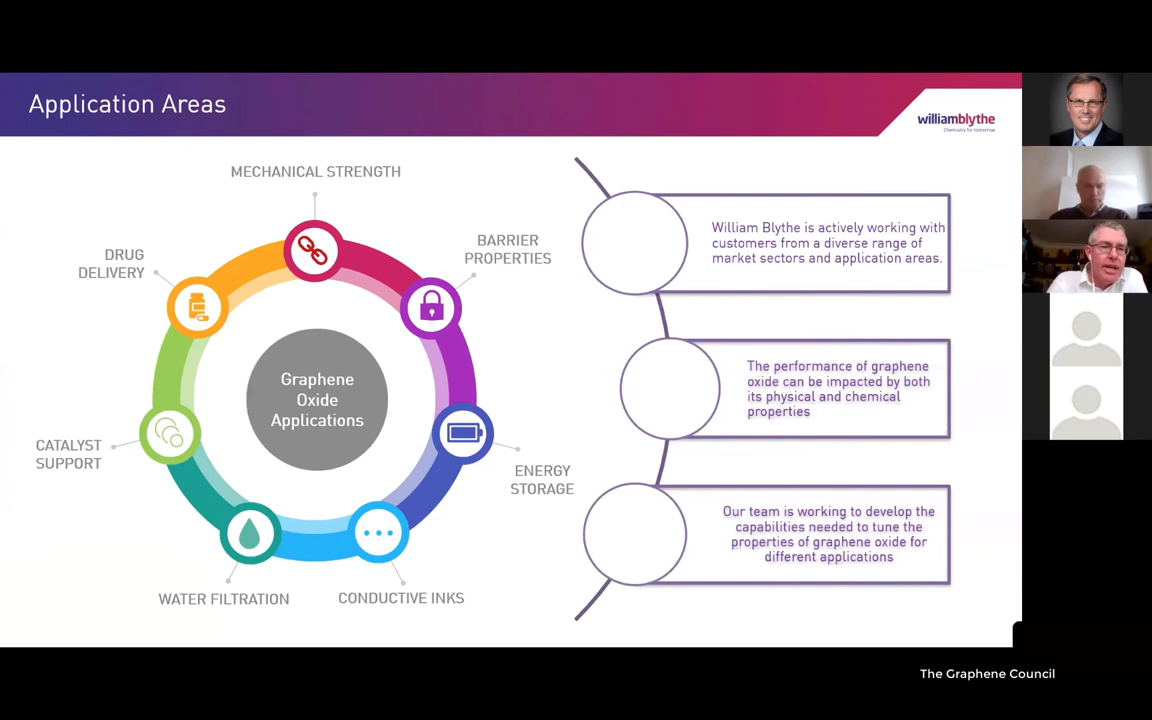 Application Areas
williamblythe
Chemistry for tomorrow
MECHANICAL STRENGTH
BARRIER
PROPERTIES
DRUG
DELIVERY
Graphene
Oxide
Applications
CATALYST
SUPPORT
ENERGY
STORAGE
WATER FILTRATION
CONDUCTIVE INKS
William Blythe is actively working with
customers from a diverse range of
market sectors and application areas.
The performance of graphene
oxide can be impacted by both
its physical and chemical
properties
Our team is working to develop the
capabilities needed to tune the
properties of graphene oxide for
different applications
The Graphene Council